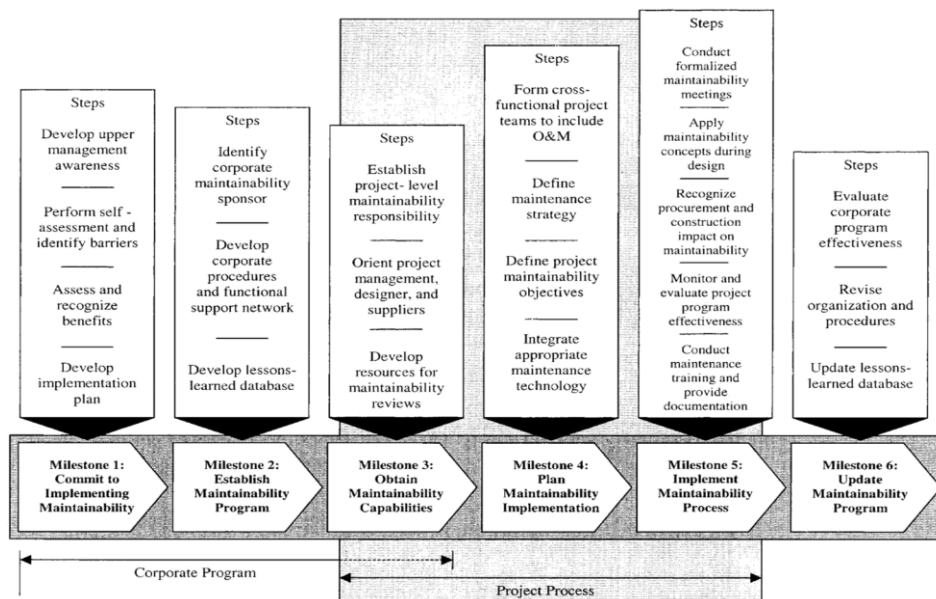 Steps
Develop upper
management
awareness
Perform self -
assessment and
identify barriers
Assess and
recognize
benefits
Develop
implementation
plan
Steps
Identify
corporate
maintainability
sponsor
Develop
corporate
procedures
and functional
support network
Develop lessons-
learned database
Steps
Establish
project- level
maintainability
responsibility
Orient project
management,
designer, and
suppliers
Develop
resources for
maintainability
reviews
Steps
Form cross-
functional project
teams to include
O&M
Define
maintenance
strategy
Define project
maintainability
objectives
Integrate
appropriate
maintenance
technology
Steps
Conduct
formalized
maintainability
meetings
Apply
maintainability
concepts during
design
Recognize
procurement and
construction
impact on
maintainability
Monitor and
evaluate project
program
effectiveness
Conduct
maintenance
training and
provide
documentation
Steps
Evaluate
corporate
program
effectiveness
Revise
organization and
procedures
Update lessons-
learned database
Milestone 1:
Commit to
Implementing
Maintainability
Milestone 2:
Establish
Maintainability
Program
Milestone 3:
Obtain
Maintainability
Capabilities
Milestone 4:
Plan
Maintainability
Implementation
Milestone 5:
Implement
Maintainability
Process
Milestone 6:
Update
Maintainability
Program
Corporate Program
Project Process